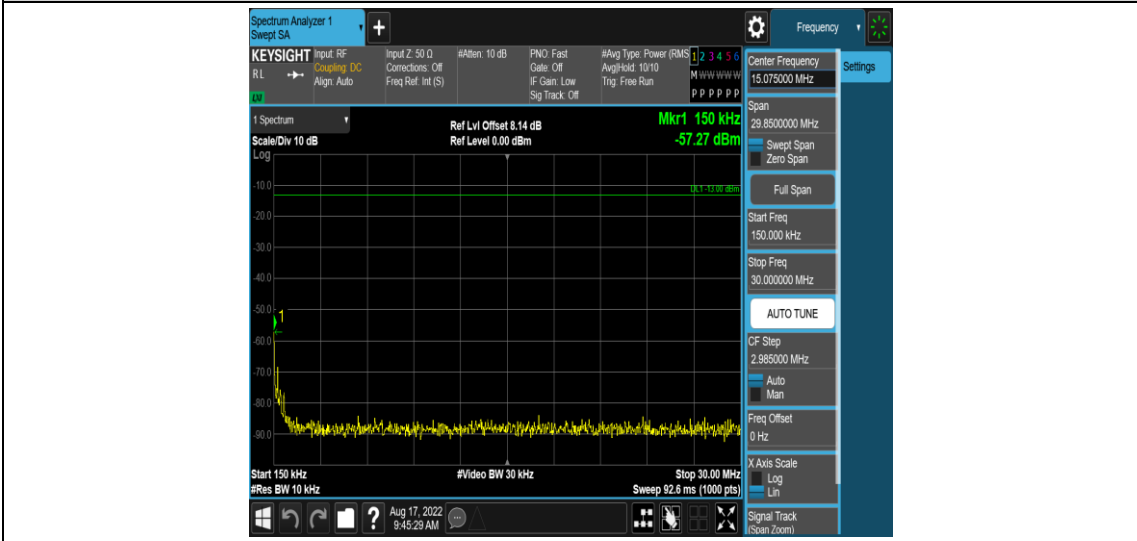 Spectrum Analyzer 1
Swept SA
+
Frequency
KEYSIGHT
RL
Input: RF
Coupling: DC
Align: Auto
Input Z: 50 Ω
Corrections: Off
Freq Ref: Int (S)
#Atten: 10 dB
PNO: Fast
Gate: Off
IF Gain: Low
Sig Track: Off
#Avg Type: Power (RMS
Avg|Hold: 10/10
Trig: Free Run
1 2 3 4 5 6
M W W W W W
P P P P P P
1 Spectrum
Scale/Div 10 dB
Log
Ref Lvl Offset 8.14 dB
Ref Level 0.00 dBm
Mkr1 150 kHz
-57.27 dBm
DL1 -13.00 dBm
-10.0
-20.0
-30.0
-40.0
-50.0
1
-60.0
-70.0
-80.0
-90.0
Start 150 kHz
#Video BW 30 kHz
Stop 30.00 MHz
#Res BW 10 kHz
Sweep 92.6 ms (1000 pts)
?
Aug 17, 2022
9:45:29 AM
Center Frequency
15.075000 MHz
Settings
Span
29.8500000 MHz
Swept Span
Zero Span
Full Span
Start Freq
150.000 kHz
Stop Freq
30.000000 MHz
AUTO TUNE
CF Step
2.985000 MHz
Auto
Man
Freq Offset
0 Hz
X Axis Scale
Log
Lin
Signal Track
(Span Zoom)